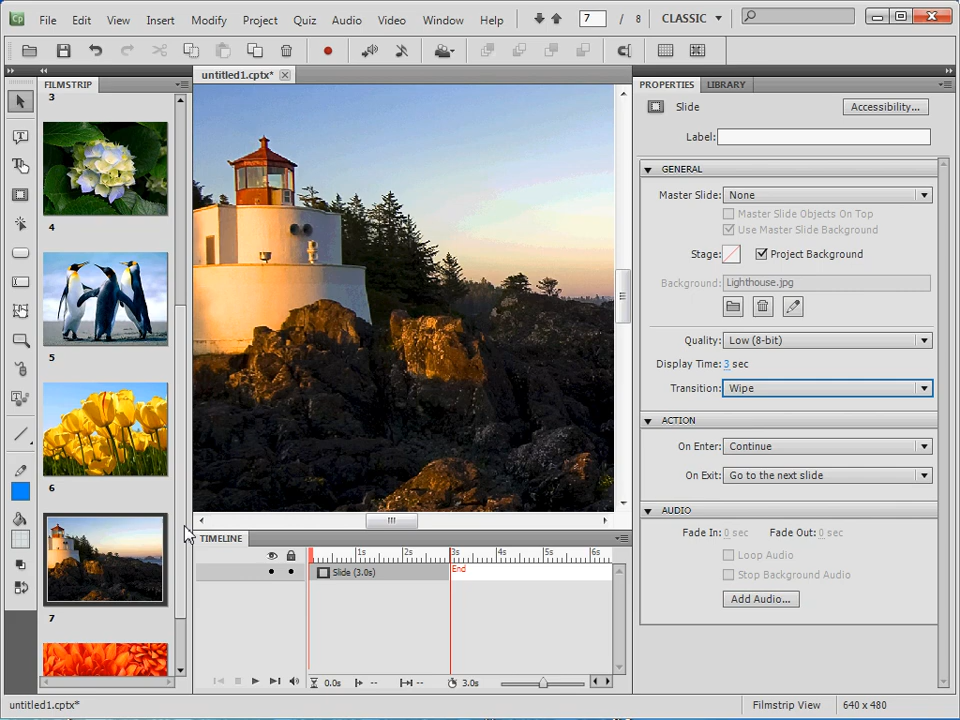 Cp File Edit View Insert Modify Project Quiz Audio Video Window Help 7 / 8 CLASSIC
FILMSTRIP
untitled1.cptx*
PROPERTIES LIBRARY
3
Slide Accessibility...
Label:
GENERAL
Master Slide: None
Master Slide Objects On Top
4
Use Master Slide Background
Stage: Project Background
Background: Lighthouse.jpg
Quality: Low (8-bit)
5
Display Time: 3 sec
Transition: Wipe
ACTION
On Enter: Continue
On Exit: Go to the next slide
6
AUDIO
Fade In: 0 sec Fade Out: 0 sec
TIMELINE
1s 2s 3s 4s 5s 6s
Loop Audio
Slide (3.0s) End
Stop Background Audio
Add Audio...
7
0.0s -- -- 3.0s
untitled1.cptx* Filmstrip View 640 x 480